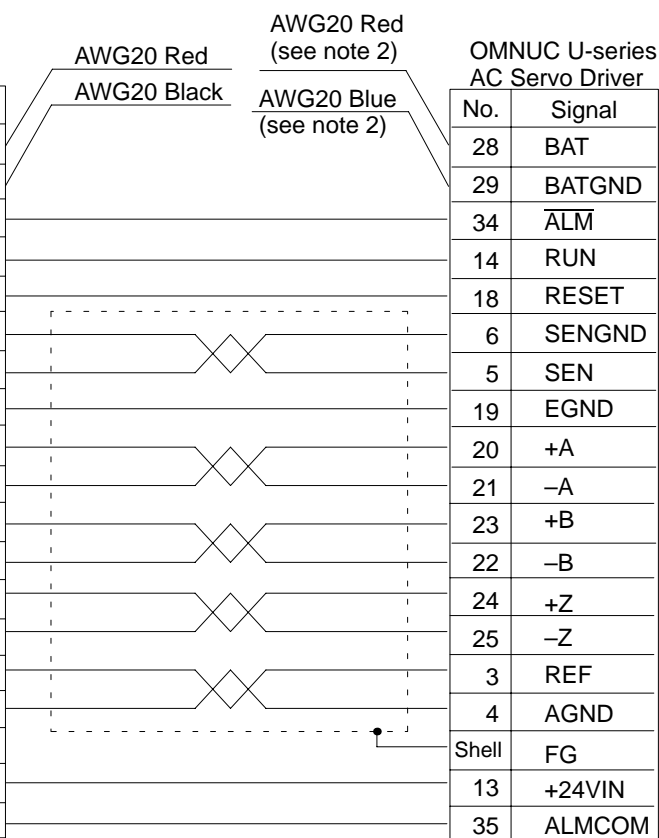 AWG20 Red
(see note 2)
AWG20 Red
AWG20 Black
AWG20 Blue
(see note 2)
OMNUC U-series
AC Servo Driver
No. Signal
28 BAT
29 BATGND
34 A̅L̅M̅
14 RUN
18 RESET
6 SENGND
5 SEN
19 EGND
20 +A
21 –A
23 +B
22 –B
24 +Z
25 –Z
3 REF
4 AGND
Shell FG
13 +24VIN
35 ALMCOM